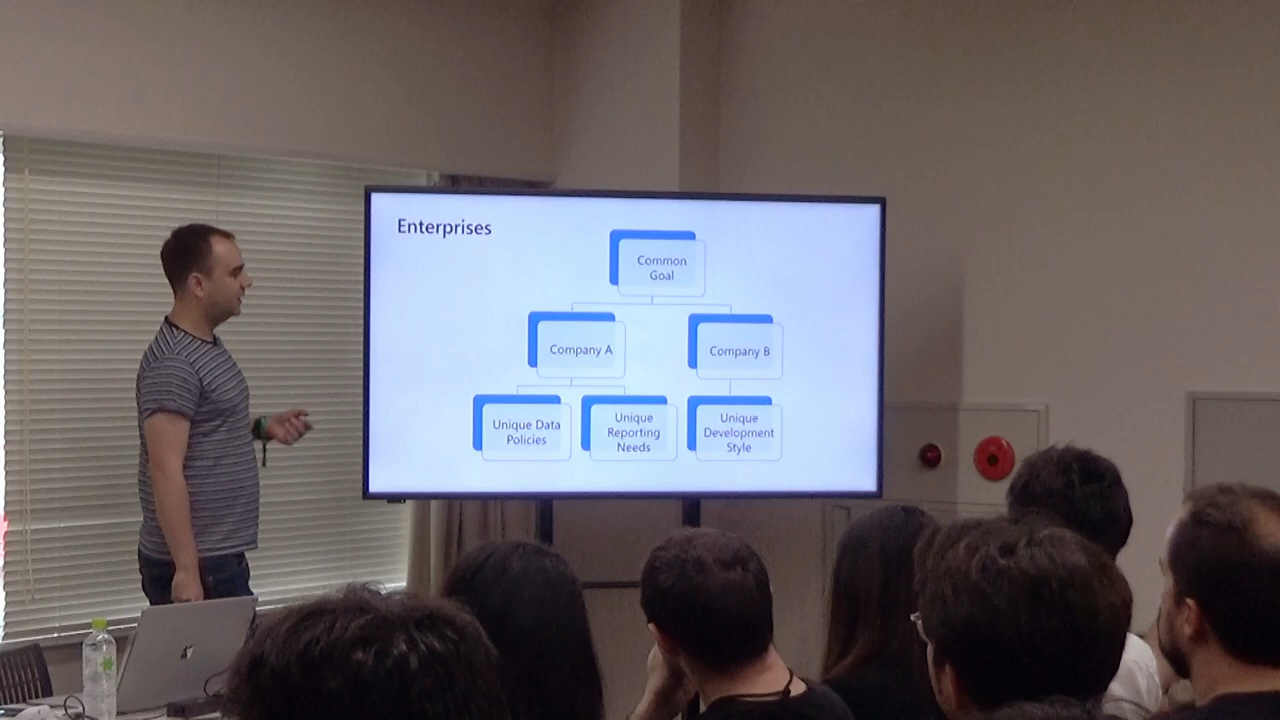 Enterprises
Common
Goal
Company A
Company B
Unique Data
Policies
Unique
Reporting
Needs
Unique
Development
Style